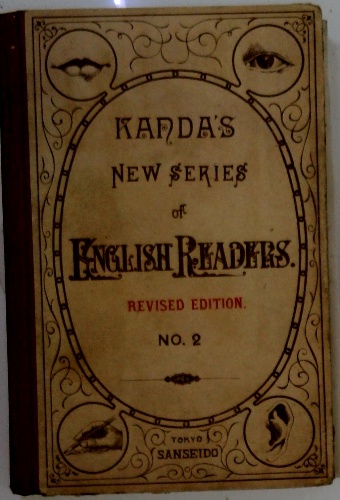 KANDA'S
NEW SERIES
of
ENGLISH READERS.
REVISED EDITION.
NO. 2
TOKYO
SANSEIDO